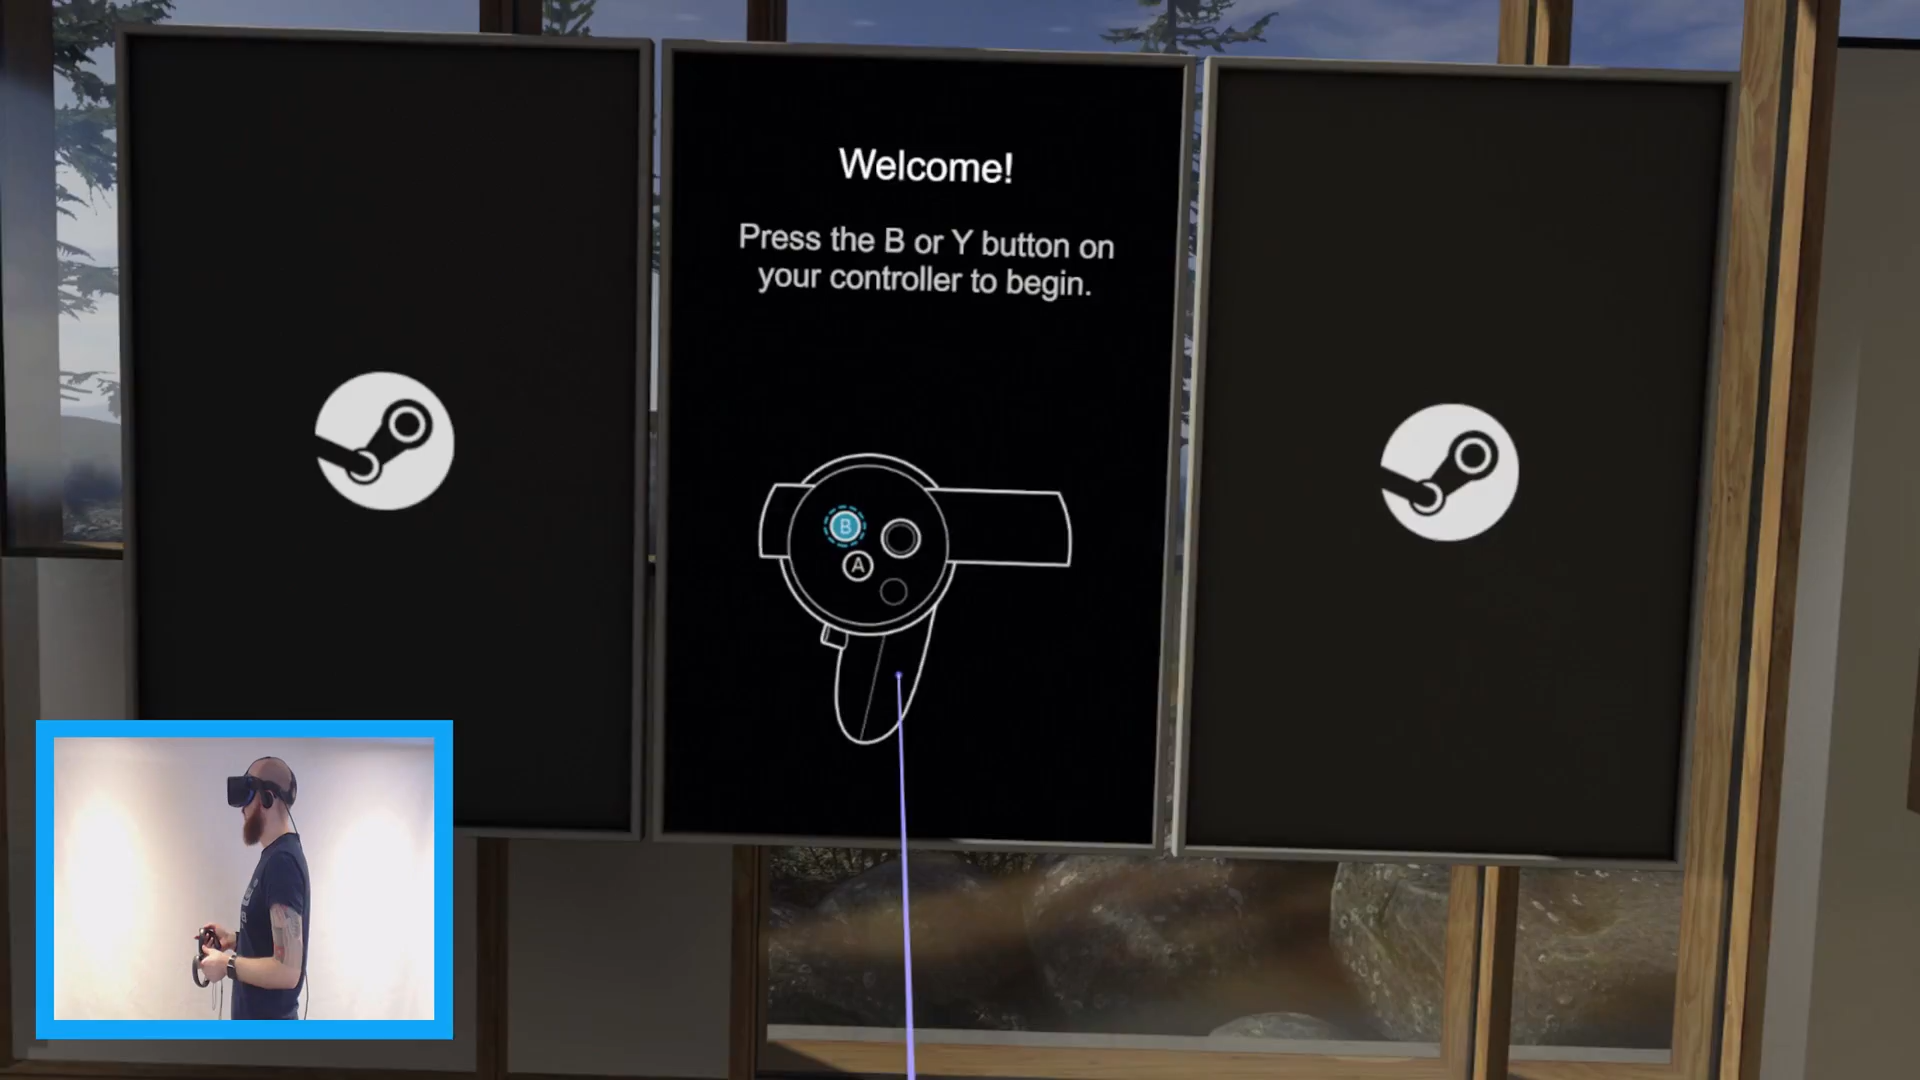 Welcome!
Press the B or Y button on
your controller to begin.
B
A